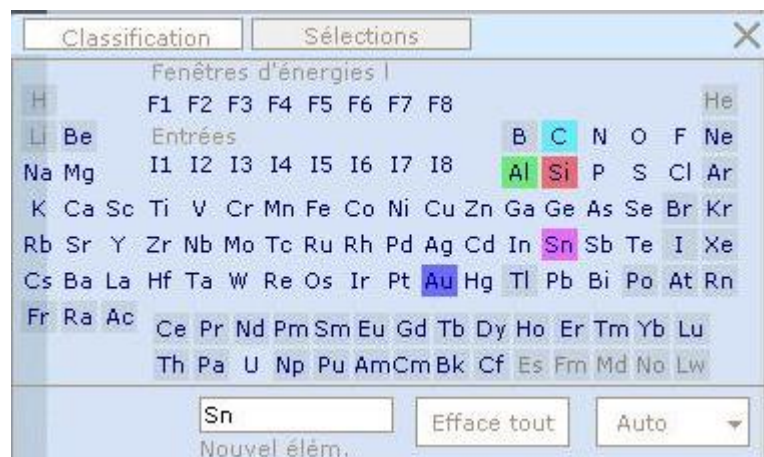 Classification Sélections
Fenêtres d'énergies I
H F1 F2 F3 F4 F5 F6 F7 F8 He
Li Be Entrées B C N O F Ne
Na Mg I1 I2 I3 I4 I5 I6 I7 I8 Al Si P S Cl Ar
K Ca Sc Ti V Cr Mn Fe Co Ni Cu Zn Ga Ge As Se Br Kr
Rb Sr Y Zr Nb Mo Tc Ru Rh Pd Ag Cd In Sn Sb Te I Xe
Cs Ba La Hf Ta W Re Os Ir Pt Au Hg Tl Pb Bi Po At Rn
Fr Ra Ac
Ce Pr Nd Pm Sm Eu Gd Tb Dy Ho Er Tm Yb Lu
Th Pa U Np Pu Am Cm Bk Cf Es Fm Md No Lw
Sn Efface tout Auto
Nouvel élém.